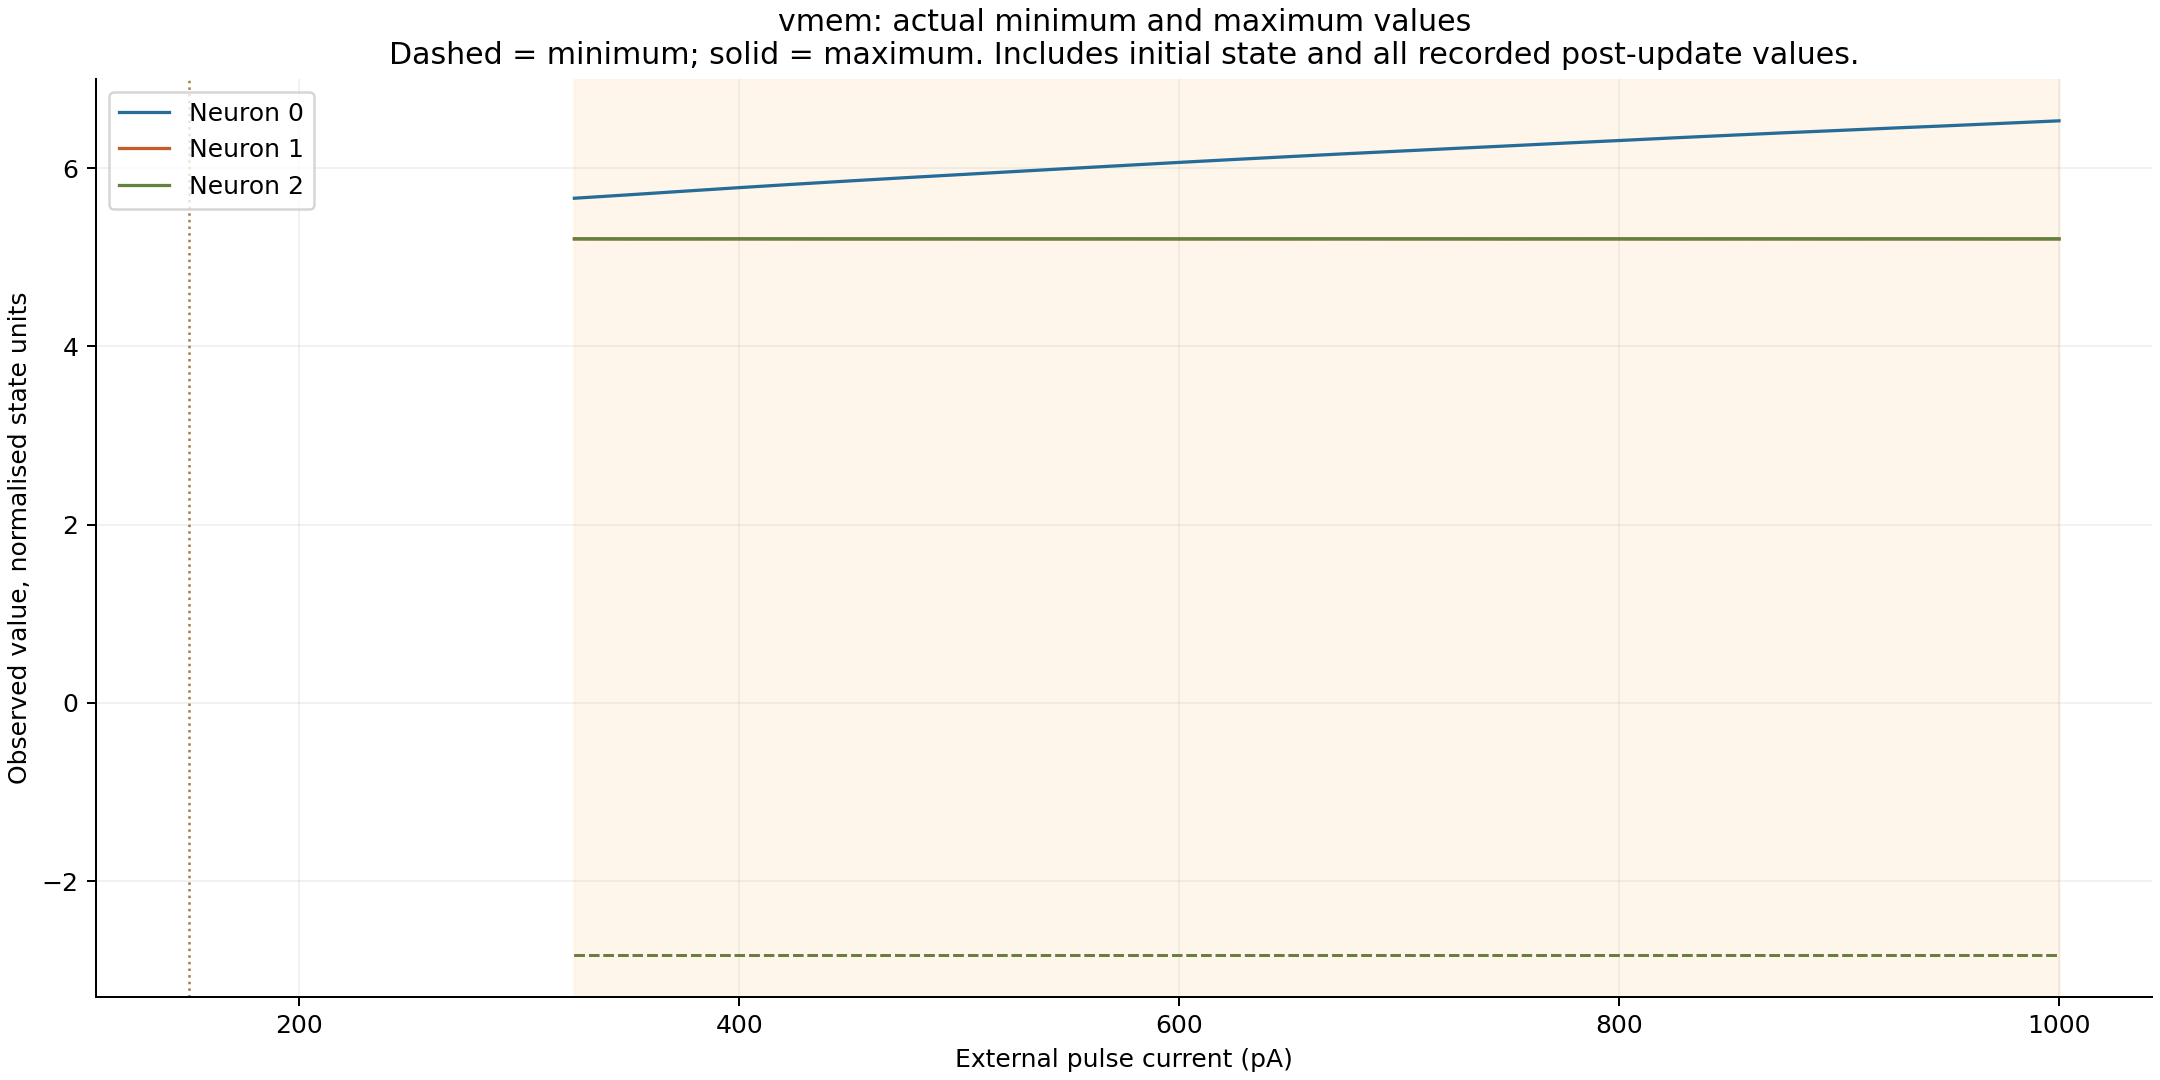 vmem: actual minimum and maximum values
Dashed = minimum; solid = maximum. Includes initial state and all recorded post-update values.
Neuron 0
Neuron 1
Neuron 2
Observed value, normalised state units
6
4
2
0
−2
200
400
600
800
1000
External pulse current (pA)